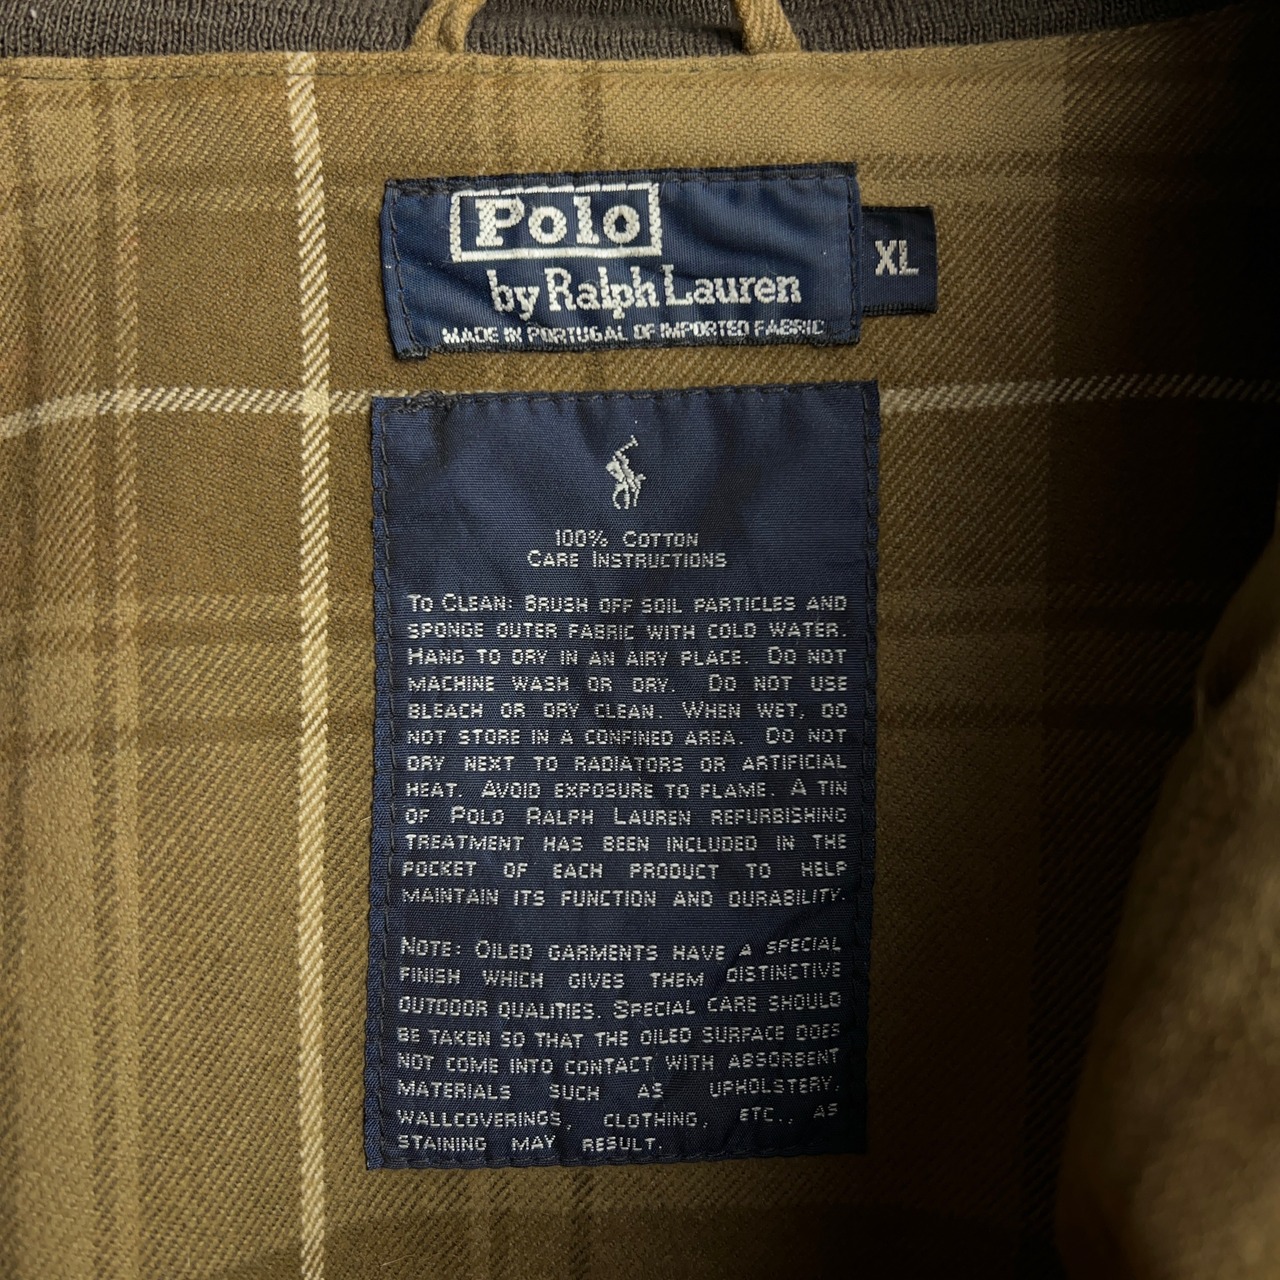 Polo
by Ralph Lauren
MADE IN PORTUGAL OF IMPORTED FABRIC
XL
100% COTTON
CARE INSTRUCTIONS
TO CLEAN: BRUSH OFF SOIL PARTICLES AND
SPONGE OUTER FABRIC WITH COLD WATER.
HANG TO DRY IN AN AIRY PLACE. DO NOT
MACHINE WASH OR DRY. DO NOT USE
BLEACH OR DRY CLEAN. WHEN WET, DO
NOT STORE IN A CONFINED AREA. DO NOT
DRY NEXT TO RADIATORS OR ARTIFICIAL
HEAT. AVOID EXPOSURE TO FLAME. A TIN
OF POLO RALPH LAUREN REFURBISHING
TREATMENT HAS BEEN INCLUDED IN THE
POCKET OF EACH PRODUCT TO HELP
MAINTAIN ITS FUNCTION AND DURABILITY.
NOTE: OILED GARMENTS HAVE A SPECIAL
FINISH WHICH GIVES THEM DISTINCTIVE
OUTDOOR QUALITIES. SPECIAL CARE SHOULD
BE TAKEN SO THAT THE OILED SURFACE DOES
NOT COME INTO CONTACT WITH ABSORBENT
MATERIALS SUCH AS UPHOLSTERY,
WALLCOVERINGS, CLOTHING, ETC., AS
STAINING MAY RESULT.